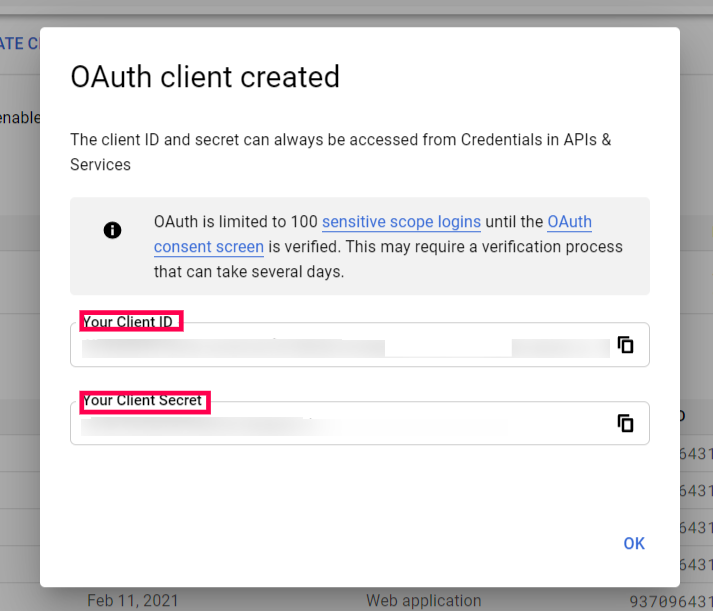 ATE C
OAuth client created
enable
The client ID and secret can always be accessed from Credentials in APIs &
Services
OAuth is limited to 100 sensitive scope logins until the OAuth
consent screen is verified. This may require a verification process
that can take several days.
Your Client ID
Your Client Secret
D
6431
6431
6431
6431
OK
Feb 11, 2021 Web application 937096431